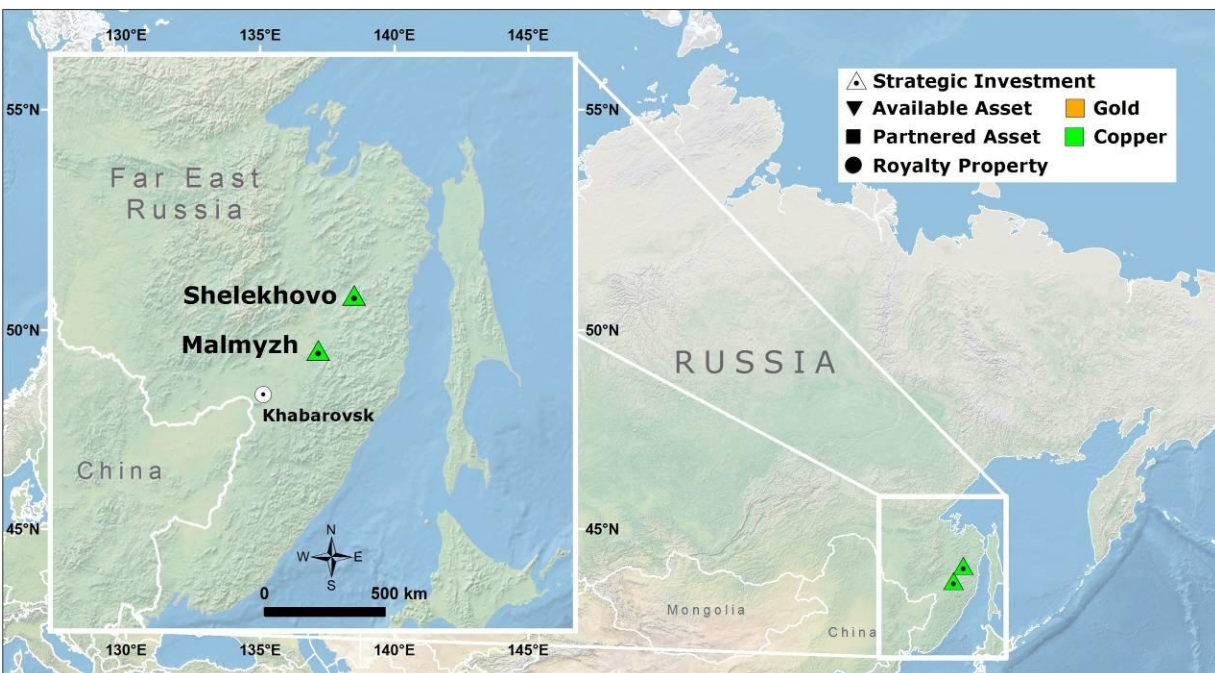 130°E 135°E 140°E 145°E
Strategic Investment
Available Asset Gold
Partnered Asset Copper
Royalty Property
55°N 55°N
Far East
Russia
Shelekhovo
50°N 50°N
Malmyzh
RUSSIA
Khabarovsk
China
45°N 45°N
N
W E
S
0 500 km
Mongolia
China
130°E 135°E 140°E 145°E